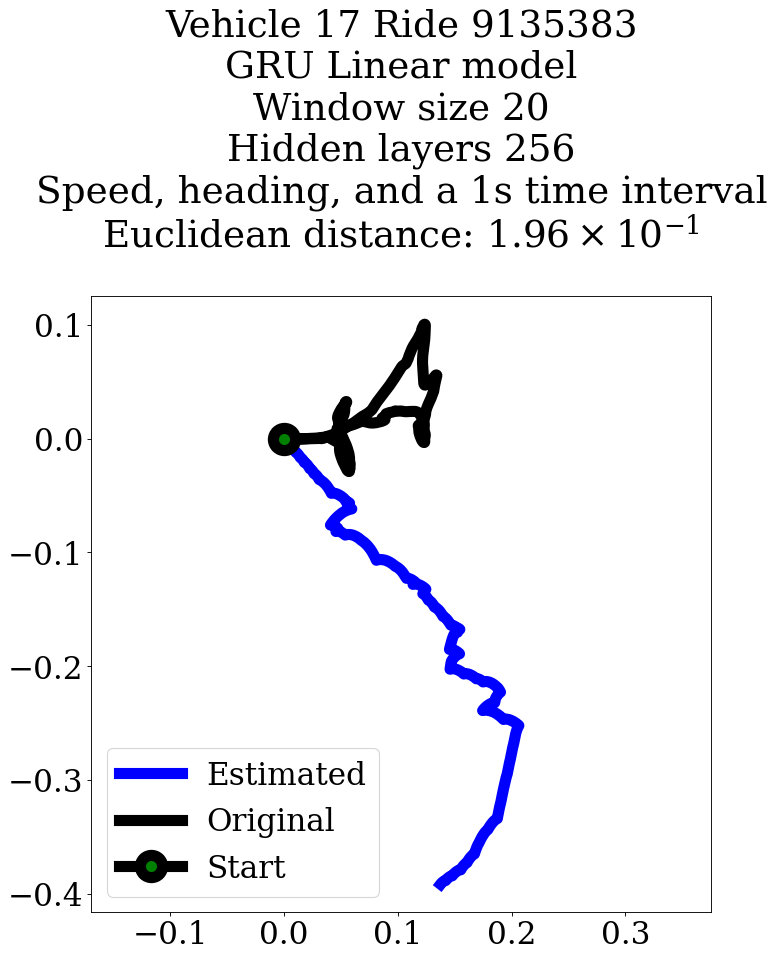 Vehicle 17 Ride 9135383
GRU Linear model
Window size 20
Hidden layers 256
Speed, heading, and a 1s time interval
Euclidean distance: 1.96 × 10⁻¹
0.1
0.0
−0.1
−0.2
−0.3
−0.4
Estimated
Original
Start
−0.1 0.0 0.1 0.2 0.3